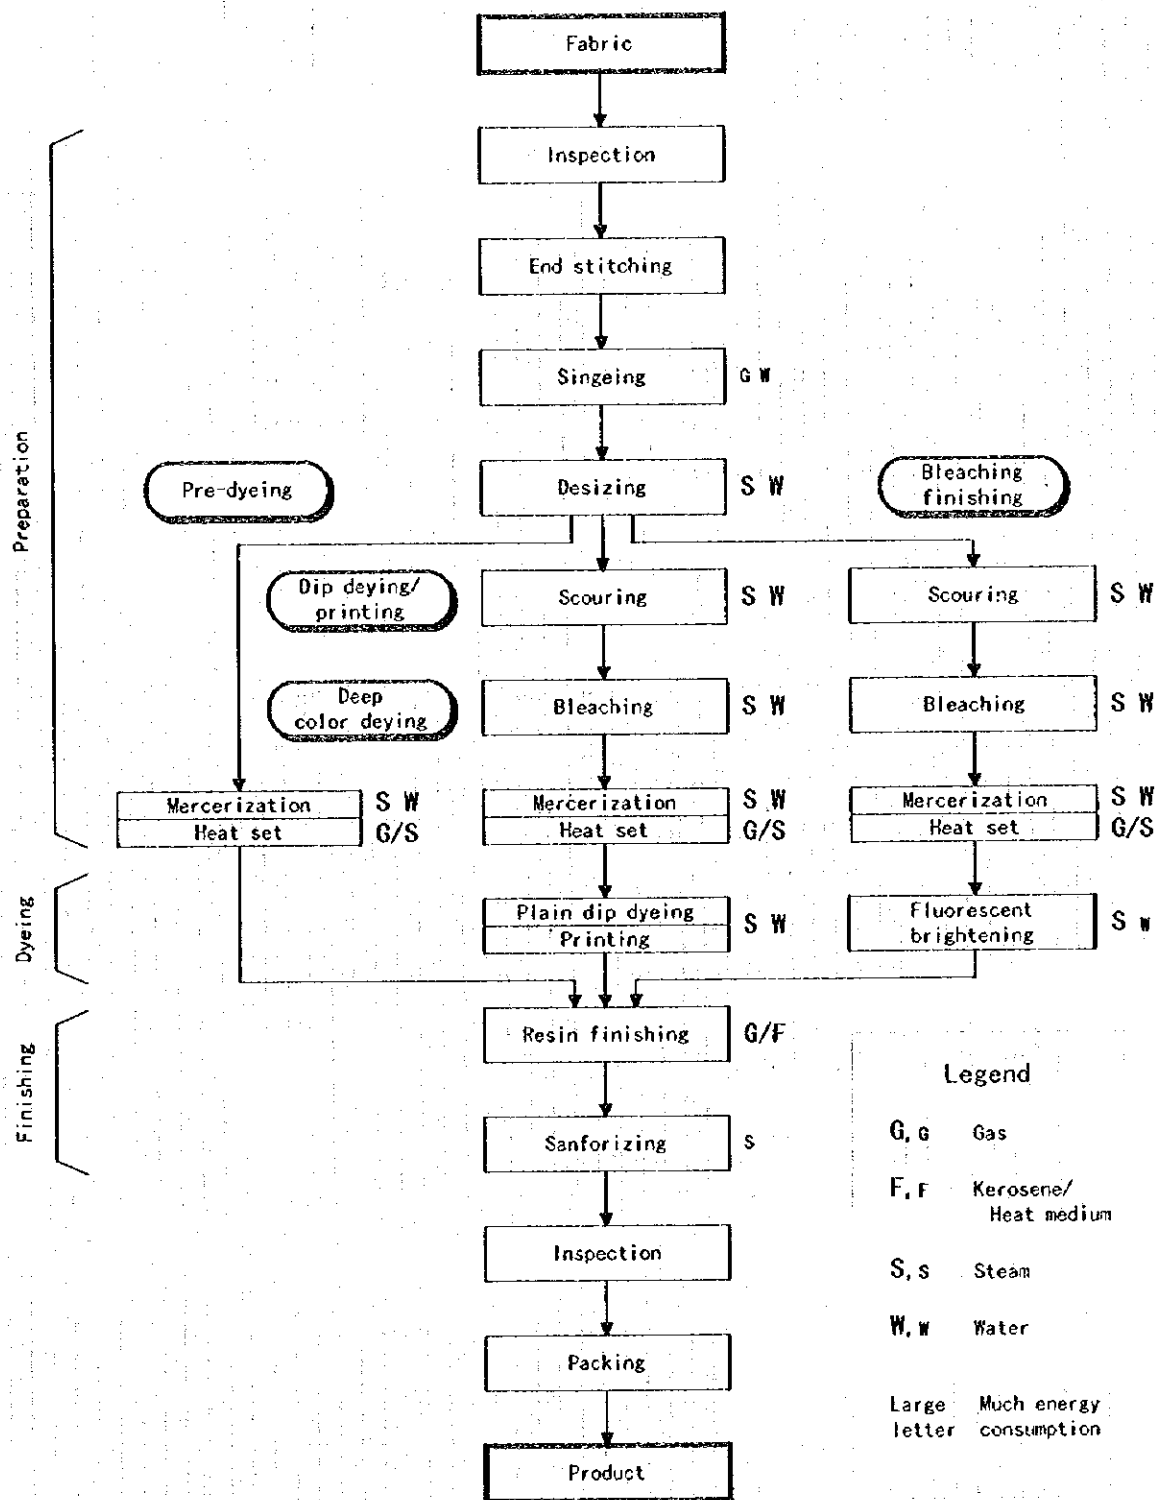 Fabric
Inspection
End stitching
Singeing
G W
Preparation
Pre-dyeing
Desizing
S W
Bleaching
finishing
Dip deying/
printing
Scouring
S W
Scouring
S W
Deep
color deying
Bleaching
S W
Bleaching
S W
Mercerization
S W
Heat set
G/S
Mercerization
S W
Heat set
G/S
Mercerization
S W
Heat set
G/S
Dyeing
Plain dip dyeing
Printing
S W
Fluorescent
brightening
S w
Finishing
Resin finishing
G/F
Sanforizing
s
Inspection
Packing
Product
Legend
G, G Gas
F, F Kerosene/
Heat medium
S, s Steam
W, w Water
Large Much energy
letter consumption